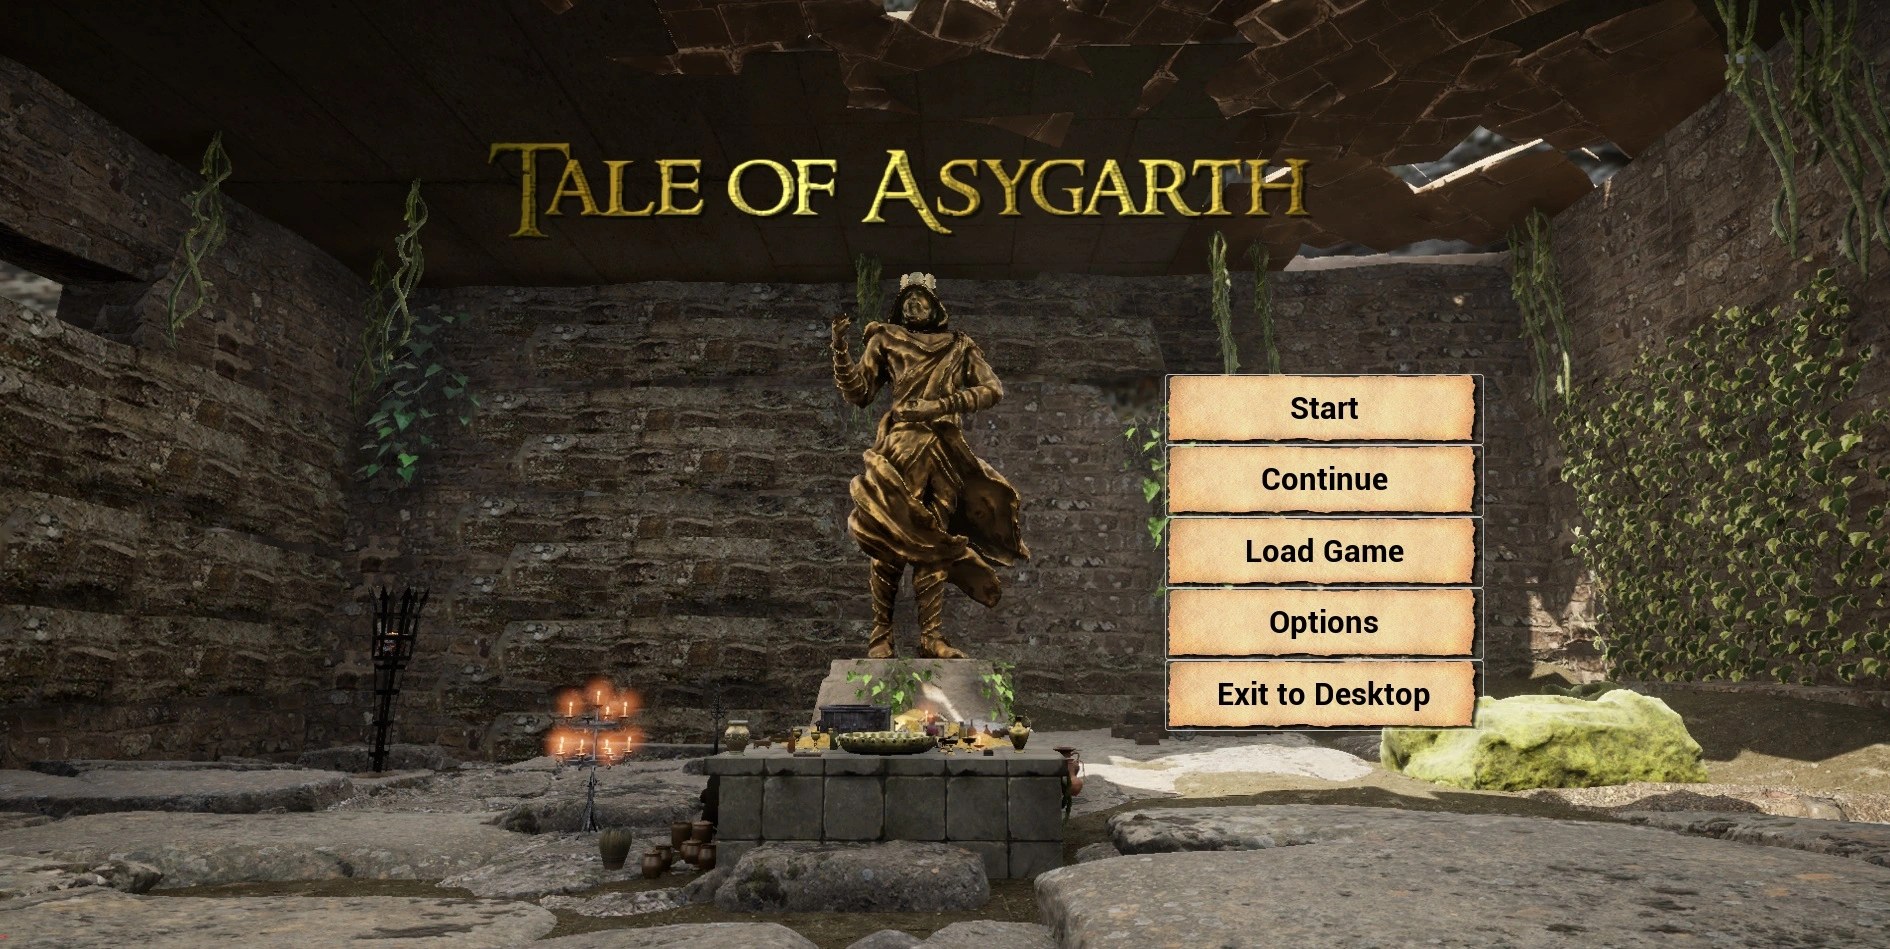 Tale of Asygarth
Start
Continue
Load Game
Options
Exit to Desktop